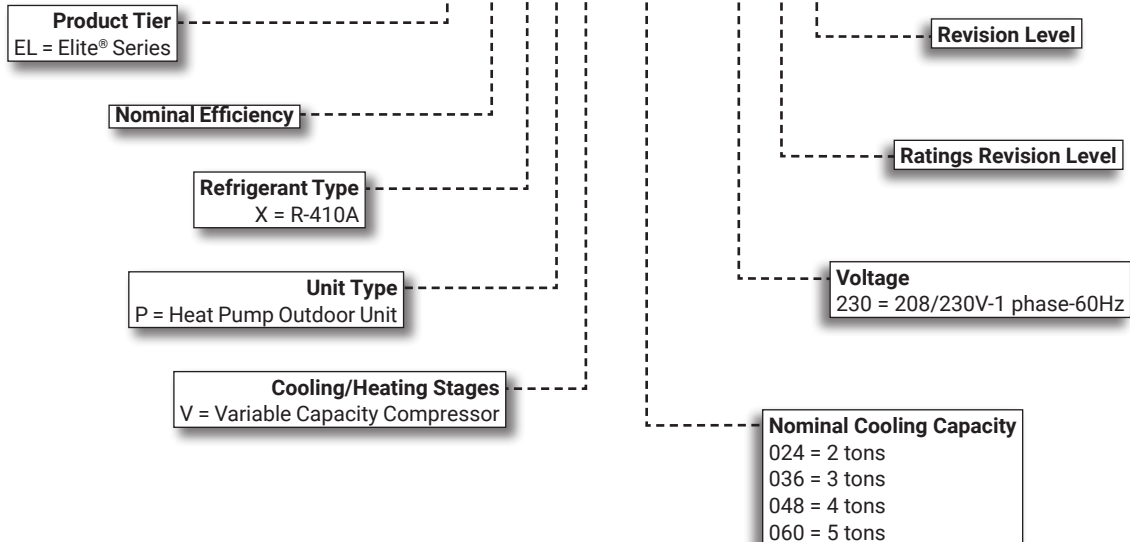 Product Tier
EL = Elite® Series
Nominal Efficiency
Refrigerant Type
X = R-410A
Unit Type
P = Heat Pump Outdoor Unit
Cooling/Heating Stages
V = Variable Capacity Compressor
Revision Level
Ratings Revision Level
Voltage
230 = 208/230V-1 phase-60Hz
Nominal Cooling Capacity
024 = 2 tons
036 = 3 tons
048 = 4 tons
060 = 5 tons